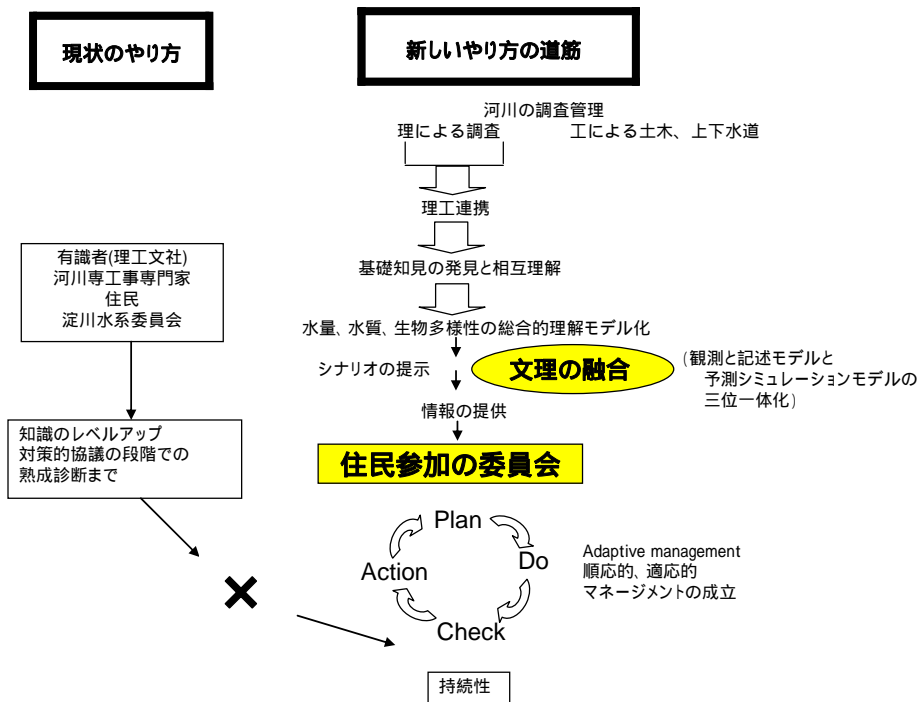 現状のやり方
新しいやり方の道筋
河川の調査管理
理による調査
工による土木、上下水道
理工連携
基礎知見の発見と相互理解
水量、水質、生物多様性の総合的理解モデル化
シナリオの提示
文理の融合
(観測と記述モデルと
予測シミュレーションモデルの
三位一体化)
情報の提供
住民参加の委員会
有識者(理工文社)
河川専工事専門家
住民
淀川水系委員会
知識のレベルアップ
対策的協議の段階での
熟成診断まで
×
Plan
Do
Check
Action
Adaptive management
順応的、適応的
マネージメントの成立
持続性